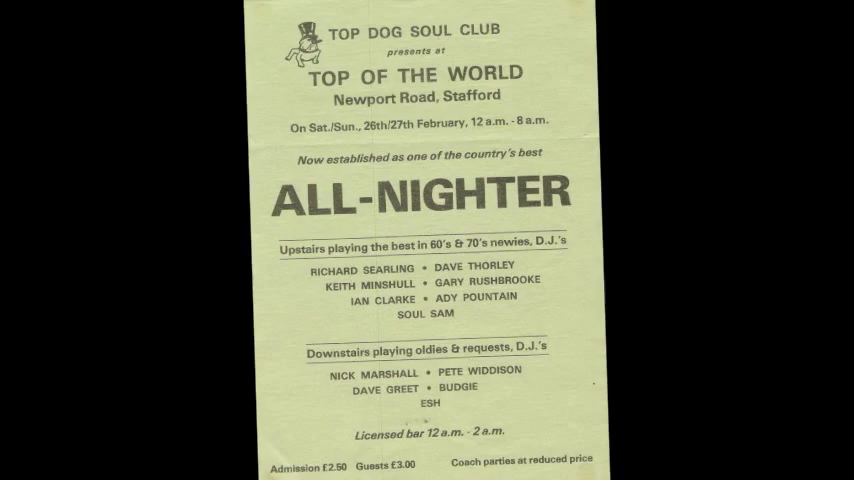 TOP DOG SOUL CLUB
presents at
TOP OF THE WORLD
Newport Road, Stafford
On Sat./Sun., 26th/27th February, 12 a.m. - 8 a.m.
Now established as one of the country's best
ALL-NIGHTER
Upstairs playing the best in 60's & 70's newies, D.J.'s
RICHARD SEARLING • DAVE THORLEY
KEITH MINSHULL • GARY RUSHBROOKE
IAN CLARKE • ADY POUNTAIN
SOUL SAM
Downstairs playing oldies & requests, D.J.'s
NICK MARSHALL • PETE WIDDISON
DAVE GREET • BUDGIE
ESH
Licensed bar 12 a.m. - 2 a.m.
Admission £2.50 Guests £3.00 Coach parties at reduced price